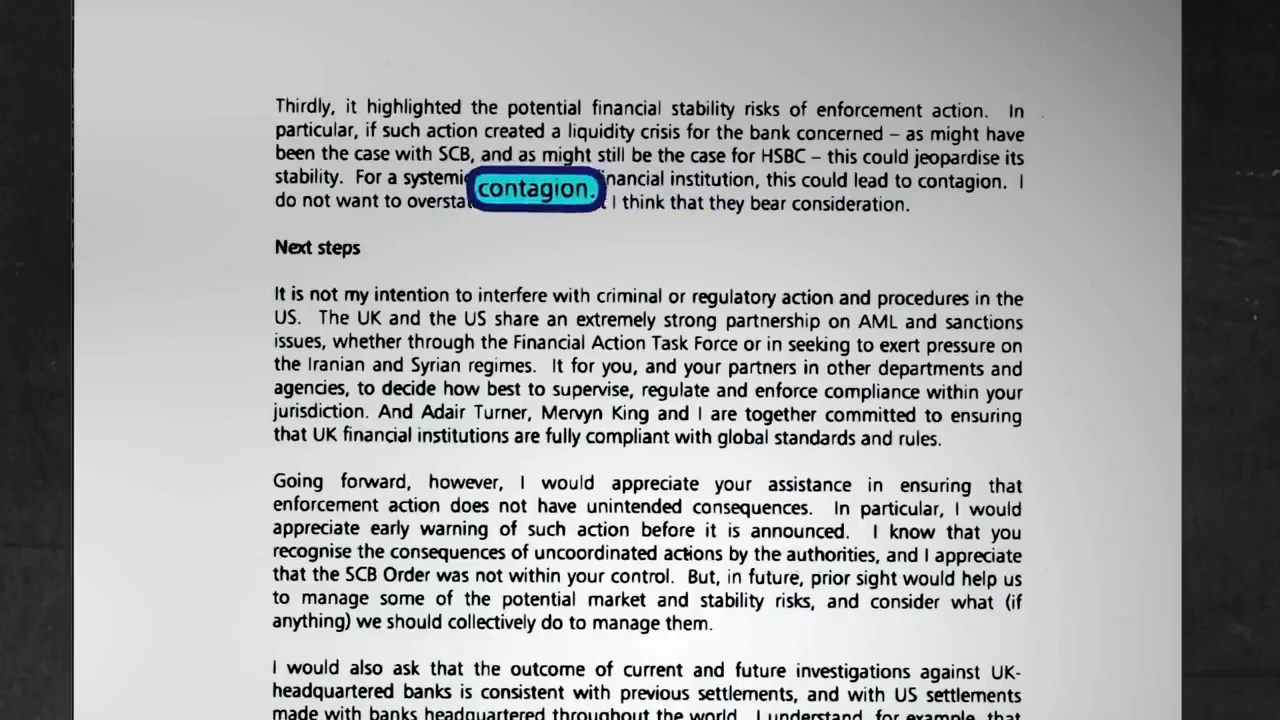 Thirdly, it highlighted the potential financial stability risks of enforcement action. In
particular, if such action created a liquidity crisis for the bank concerned – as might have
been the case with SCB, and as might still be the case for HSBC – this could jeopardise its
stability. For a systemic nancial institution, this could lead to contagion. I
contagion.
do not want to oversta I think that they bear consideration.
Next steps
It is not my intention to interfere with criminal or regulatory action and procedures in the
US. The UK and the US share an extremely strong partnership on AML and sanctions
issues, whether through the Financial Action Task Force or in seeking to exert pressure on
the Iranian and Syrian regimes. It for you, and your partners in other departments and
agencies, to decide how best to supervise, regulate and enforce compliance within your
jurisdiction. And Adair Turner, Mervyn King and I are together committed to ensuring
that UK financial institutions are fully compliant with global standards and rules.
Going forward, however, I would appreciate your assistance in ensuring that
enforcement action does not have unintended consequences. In particular, I would
appreciate early warning of such action before it is announced. I know that you
recognise the consequences of uncoordinated actions by the authorities, and I appreciate
that the SCB Order was not within your control. But, in future, prior sight would help us
to manage some of the potential market and stability risks, and consider what (if
anything) we should collectively do to manage them.
I would also ask that the outcome of current and future investigations against UK-
headquartered banks is consistent with previous settlements, and with US settlements
made with banks headquartered throughout the world. I understand, for example, that